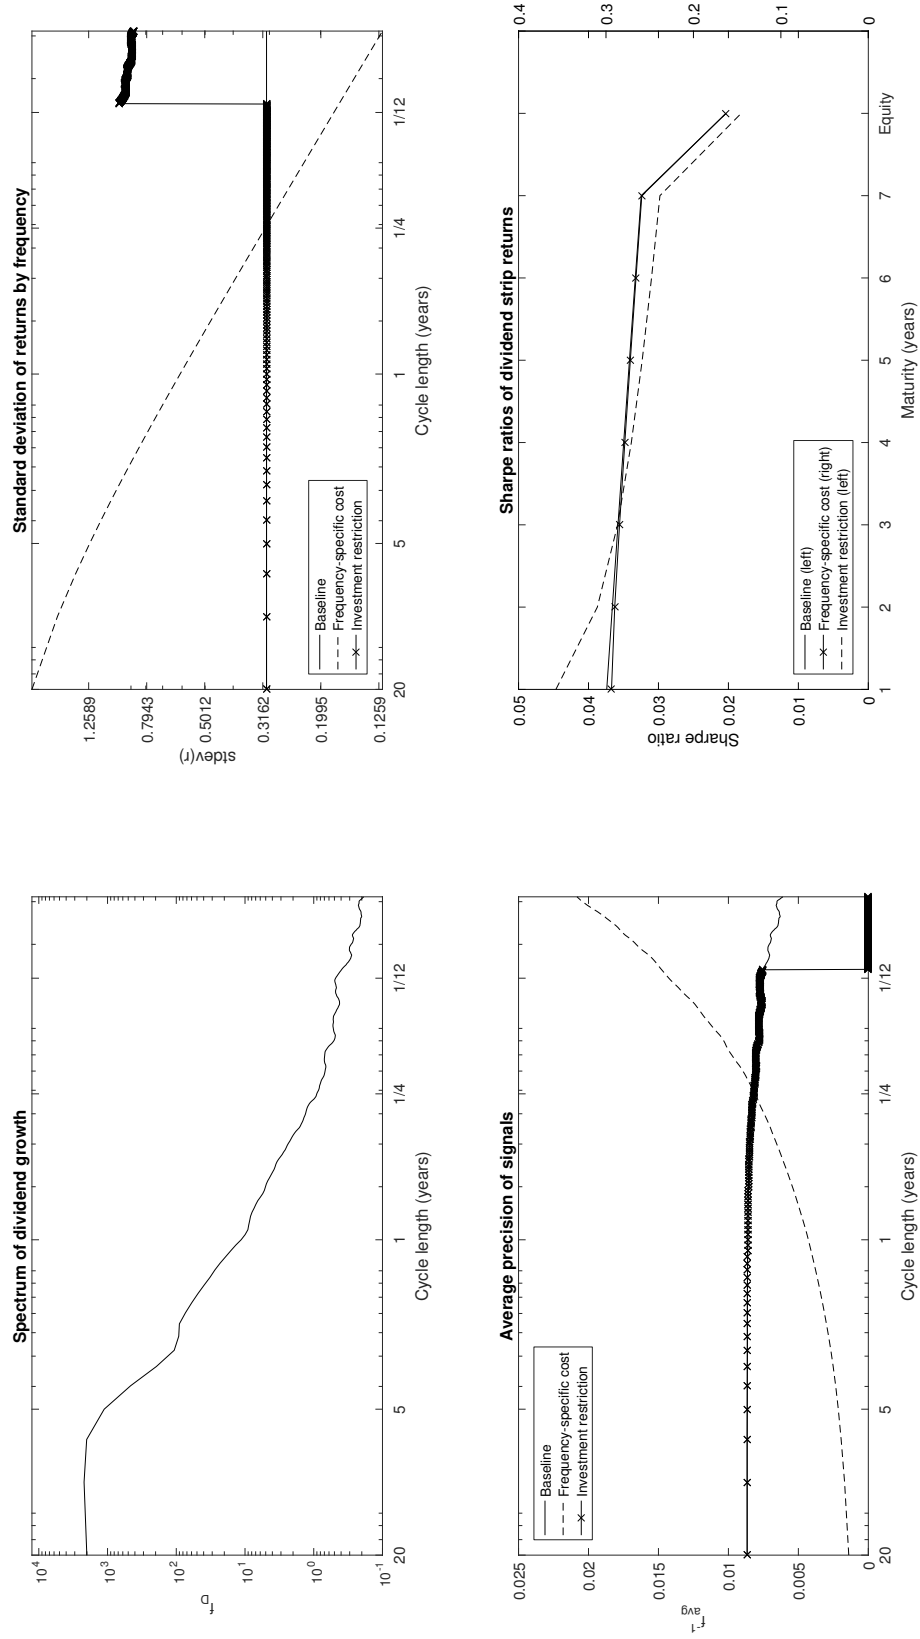 Spectrum of dividend growth
10^4
10^3
10^2
10^1
10^0
10^-1
f_D
20 5 1 1/4 1/12
Cycle length (years)
Standard deviation of returns by frequency
1.2589
0.7943
0.5012
0.3162
0.1995
0.1259
stdev(r)
Baseline
Frequency-specific cost
Investment restriction
20 5 1 1/4 1/12
Cycle length (years)
Average precision of signals
0.025
0.02
0.015
0.01
0.005
0
f^-1_avg
Baseline
Frequency-specific cost
Investment restriction
20 5 1 1/4 1/12
Cycle length (years)
Sharpe ratios of dividend strip returns
0.05
0.04
0.03
0.02
0.01
0
Sharpe ratio
Baseline (left)
Frequency-specific cost (right)
Investment restriction (left)
0.4
0.3
0.2
0.1
0
1 2 3 4 5 6 7 Equity
Maturity (years)